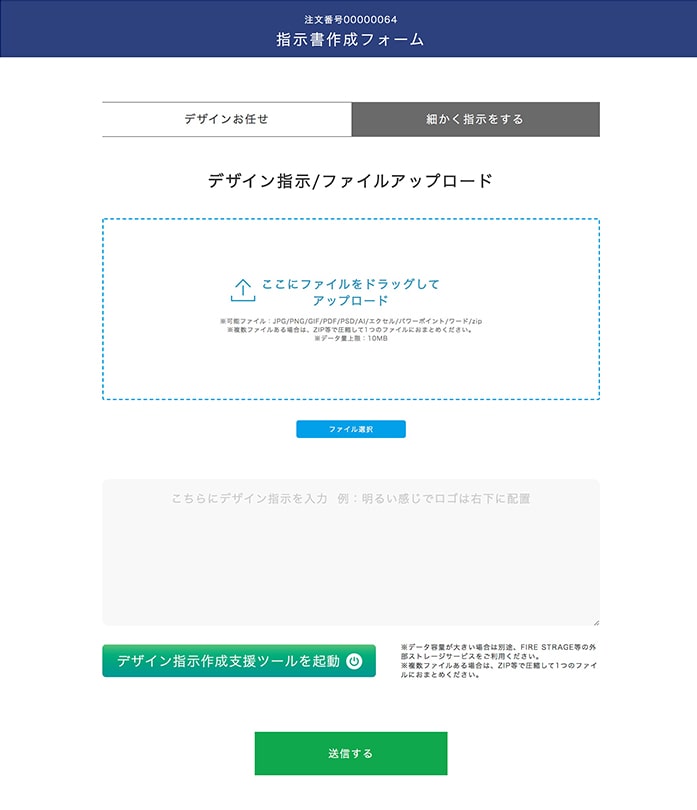 注文番号00000064
指示書作成フォーム
デザインお任せ
細かく指示をする
デザイン指示/ファイルアップロード
ここにファイルをドラッグして
アップロード
※可能ファイル：JPG/PNG/GIF/PDF/PSD/AI/エクセル/パワーポイント/ワード/zip
※複数ファイルある場合は、ZIP等で圧縮して1つのファイルにおまとめください。
※データ量上限：10MB
ファイル選択
こちらにデザイン指示を入力 例：明るい感じでロゴは右下に配置
デザイン指示作成支援ツールを起動
※データ容量が大きい場合は別途、FIRE STRAGE等の外
部ストレージサービスをご利用ください。
※複数ファイルある場合は、ZIP等で圧縮して1つのファイ
ルにおまとめください。
送信する